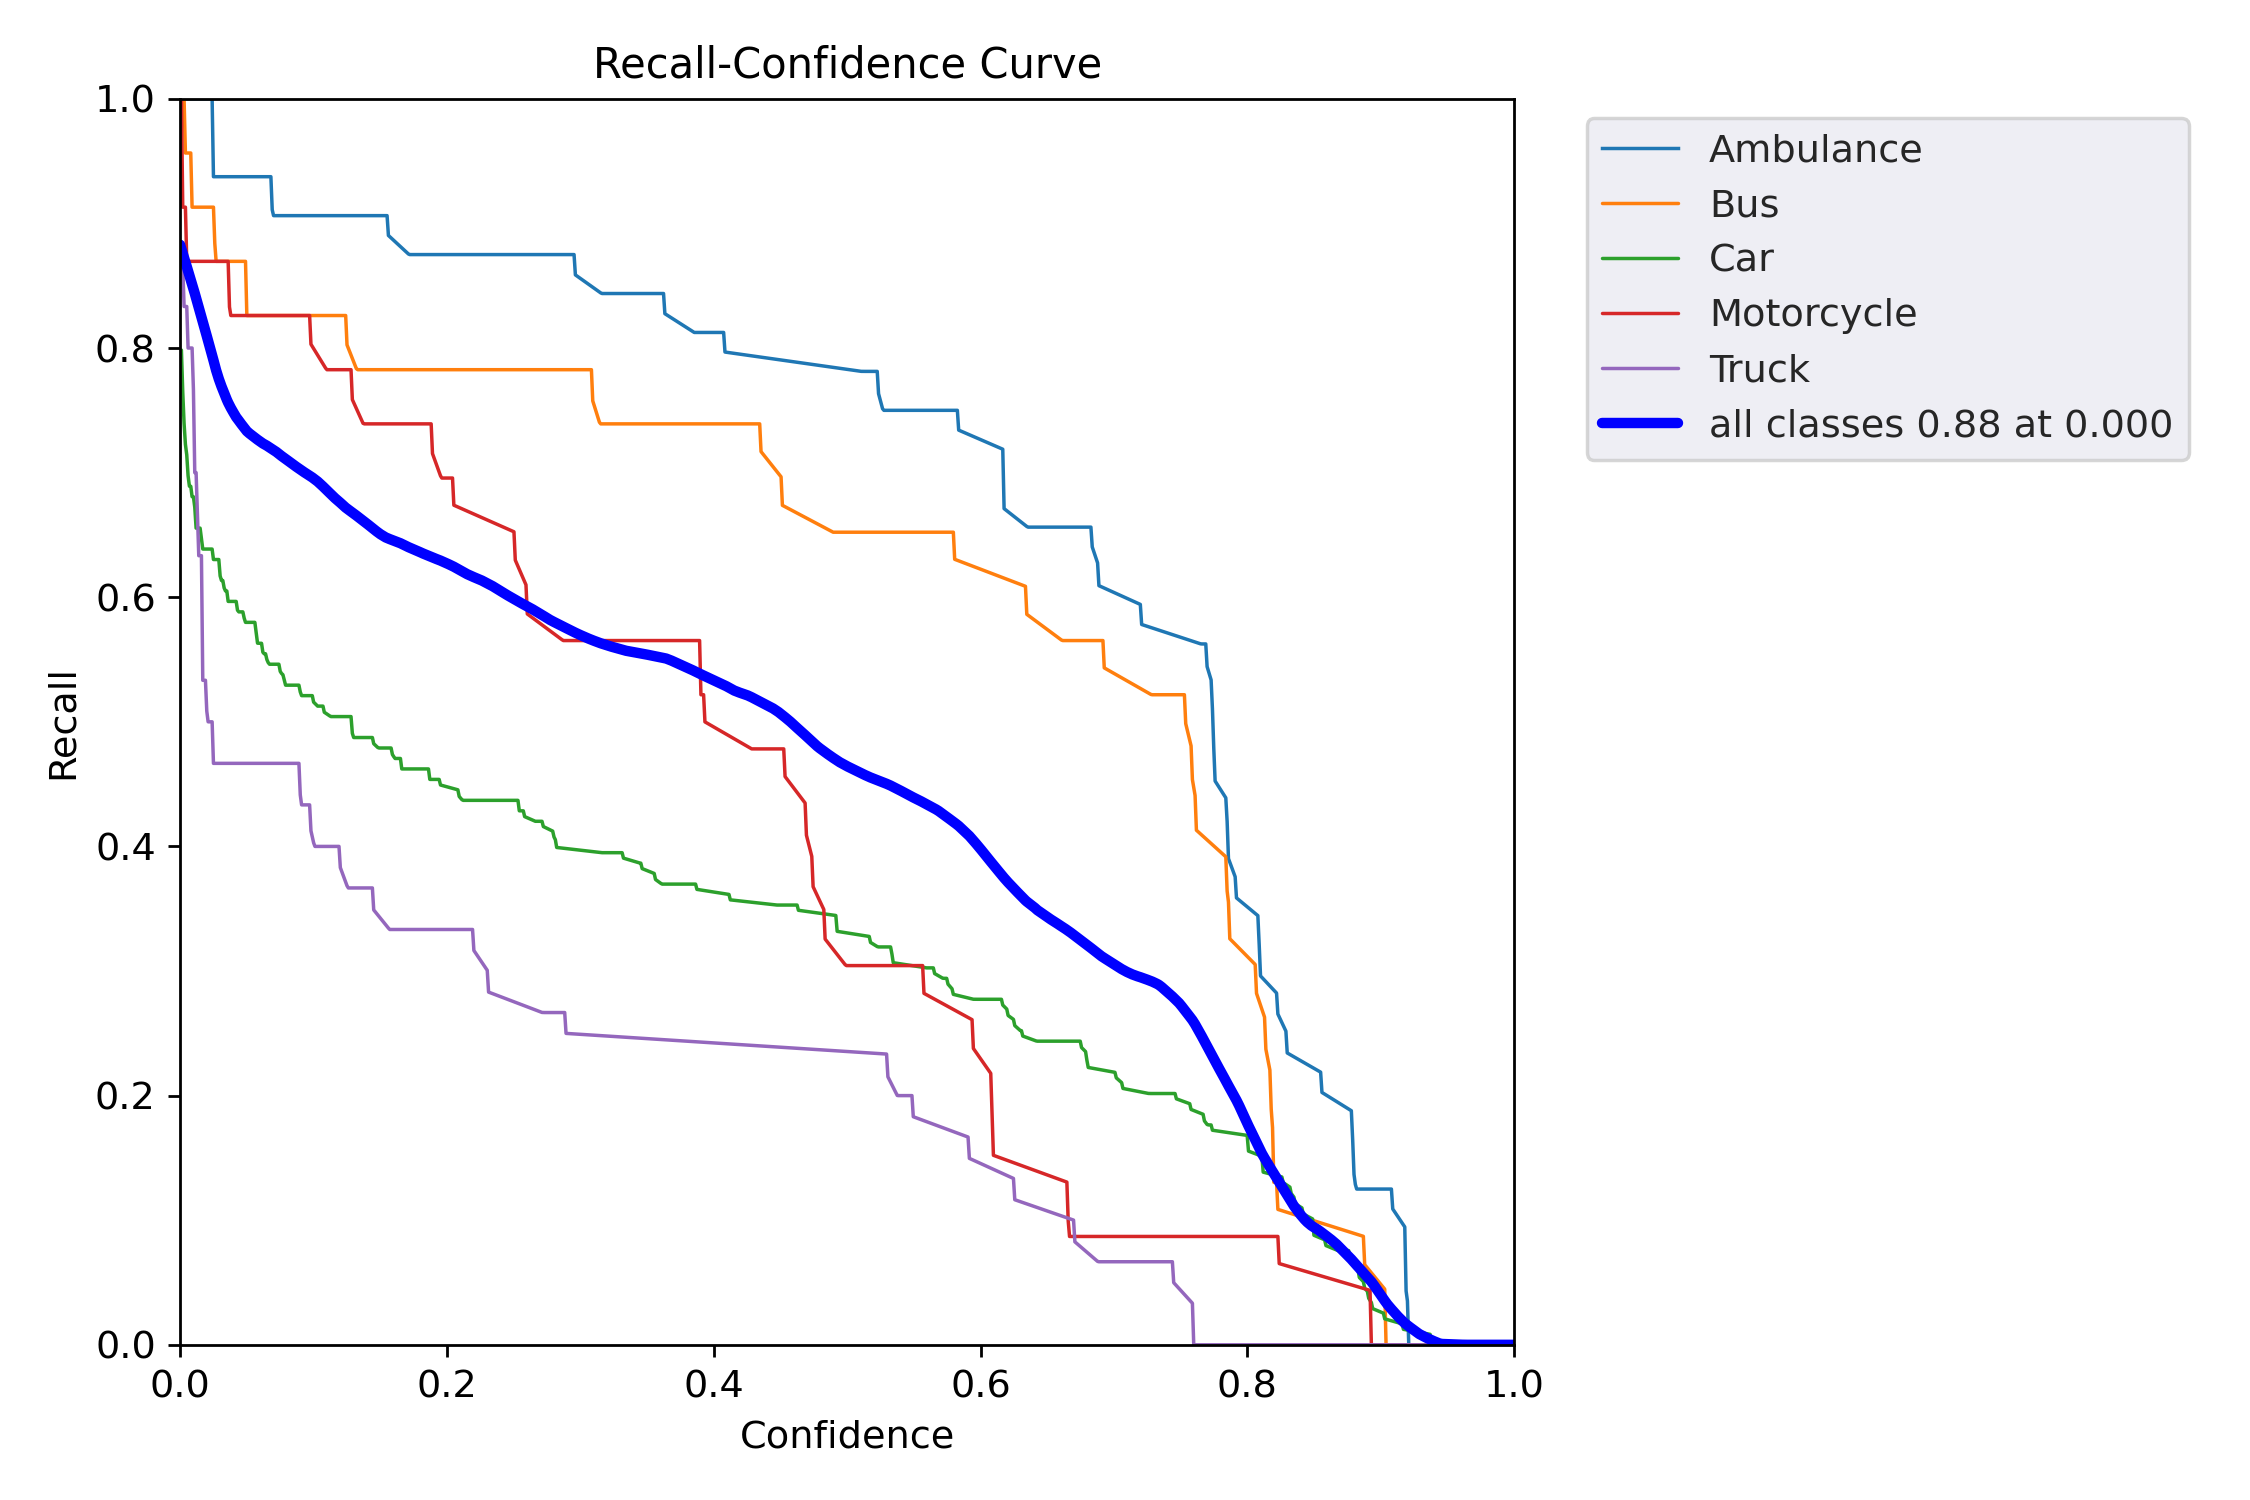 Recall-Confidence Curve
1.0
0.8
0.6
0.4
0.2
0.0
Recall
0.0 0.2 0.4 0.6 0.8 1.0
Confidence
Ambulance
Bus
Car
Motorcycle
Truck
all classes 0.88 at 0.000